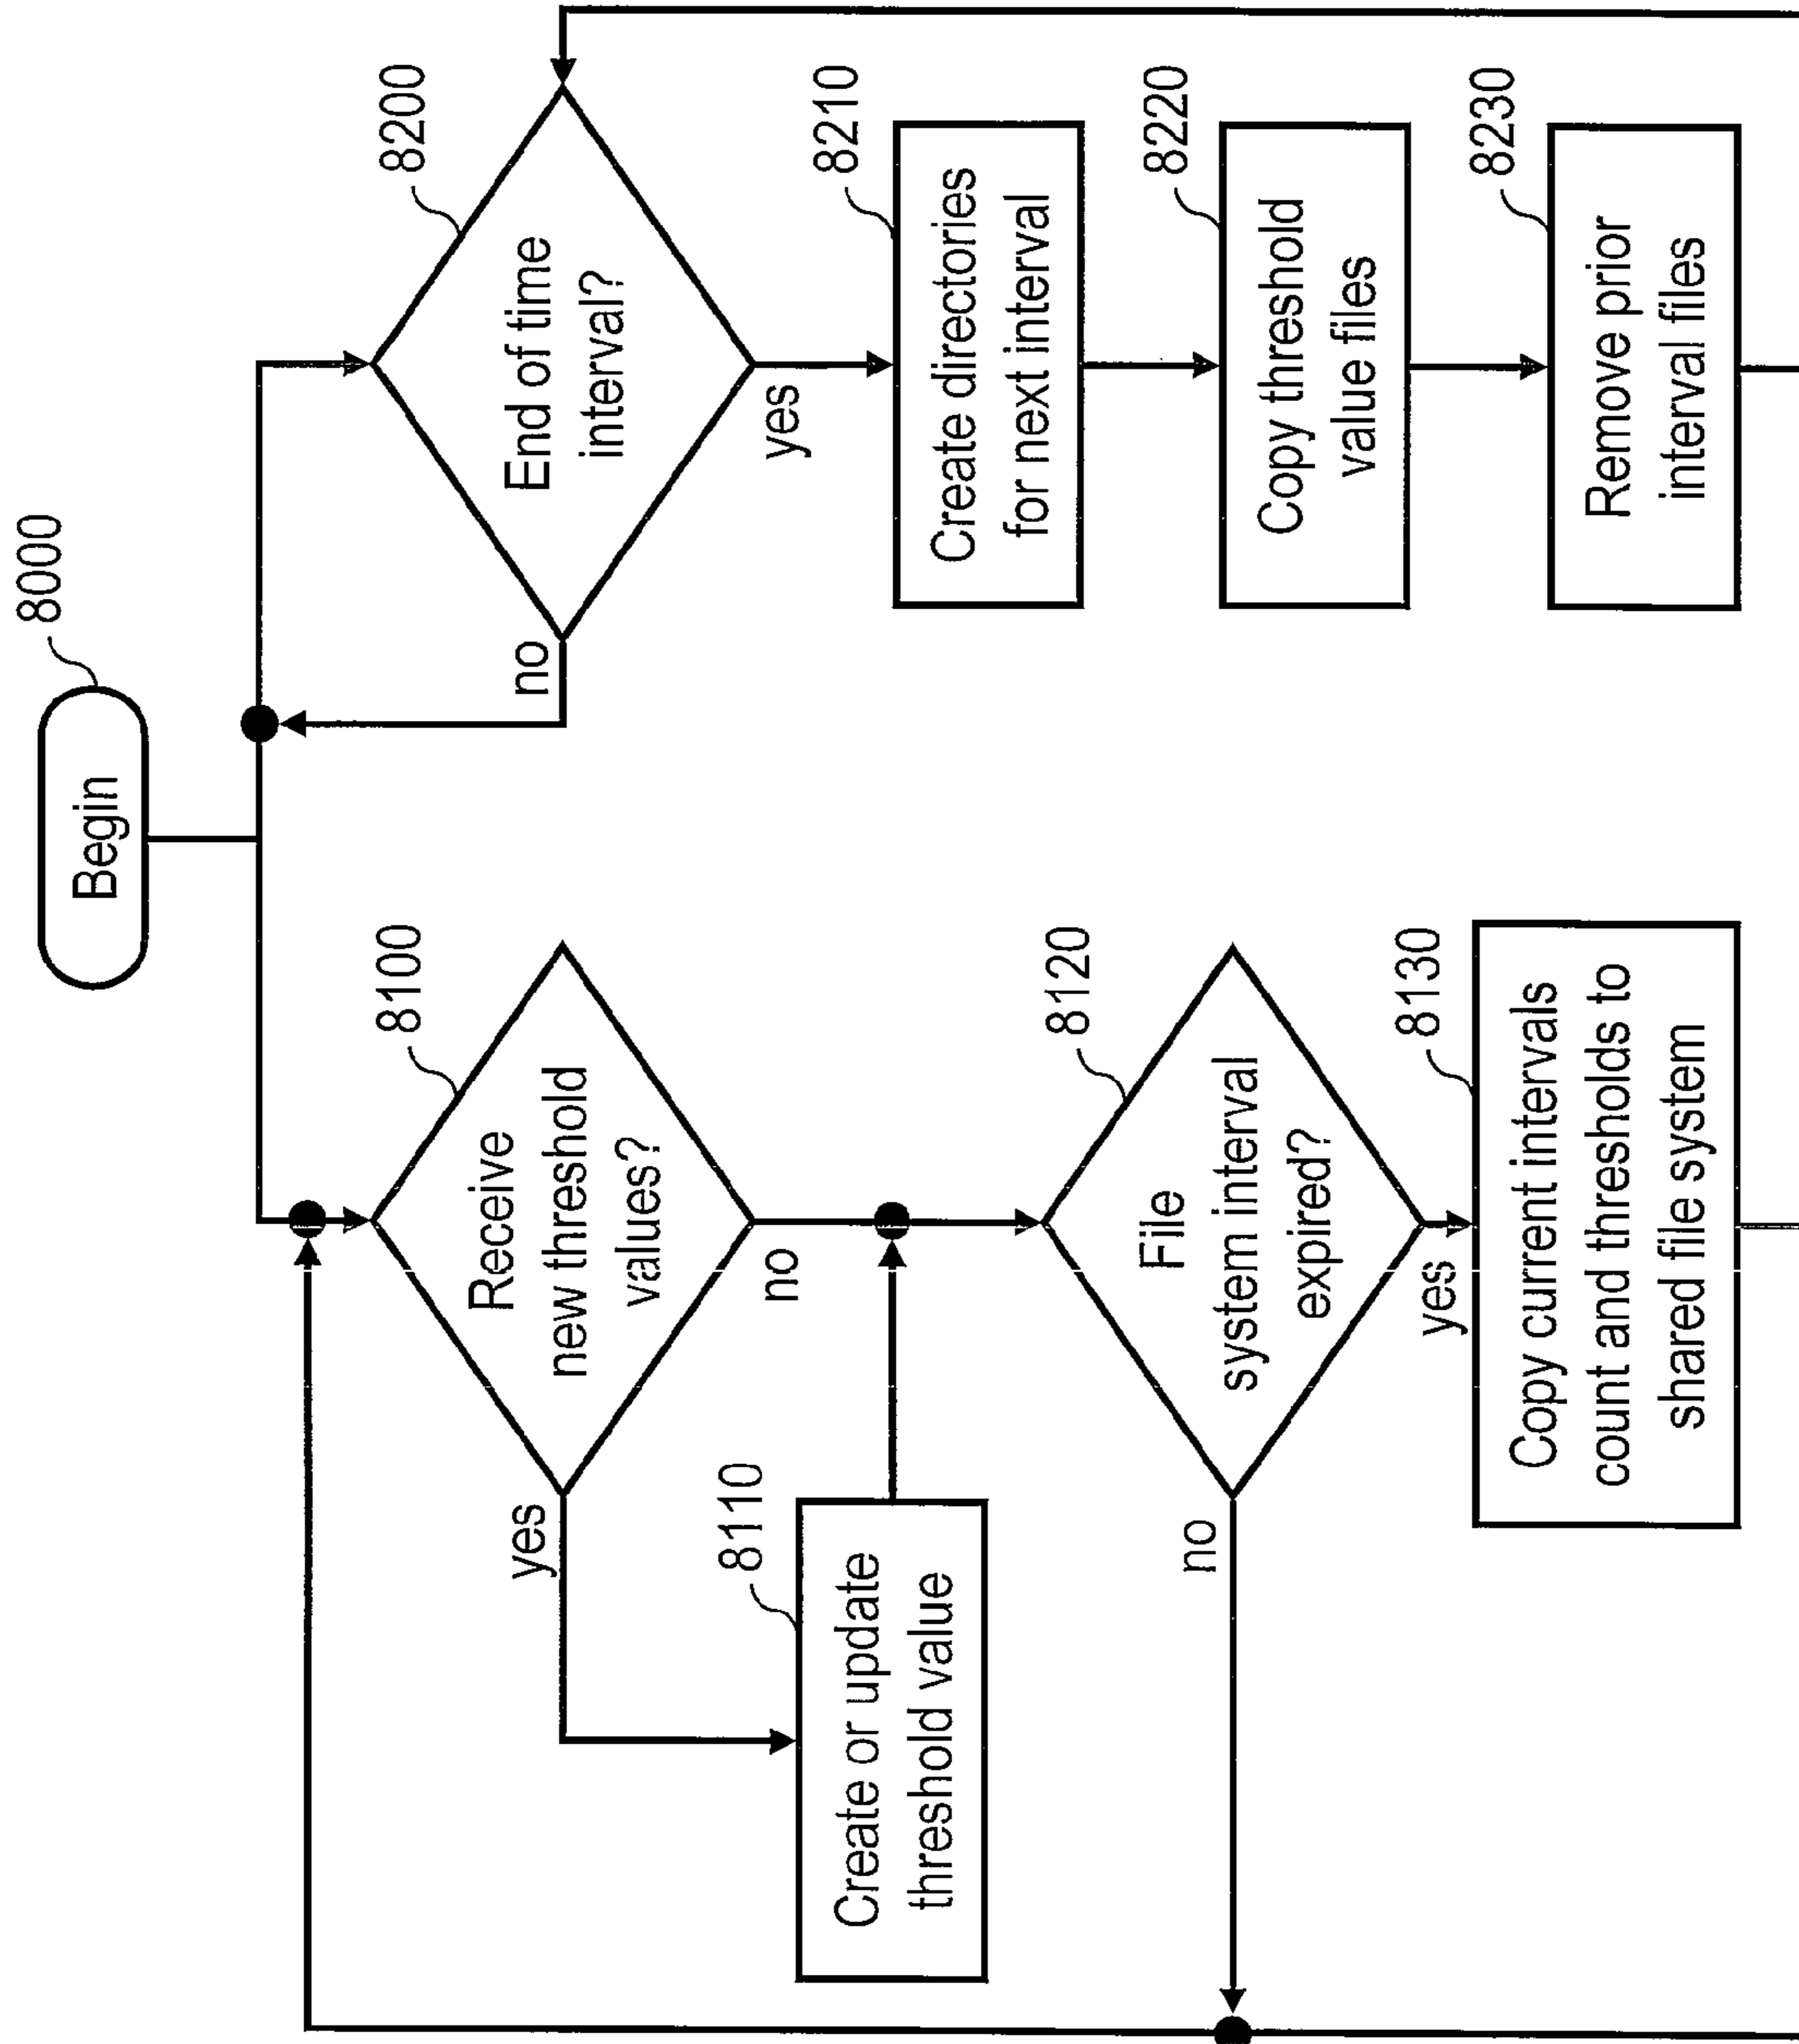 8000
Begin
8100
Receive
new threshold
values?
yes
no
8110
Create or update
threshold value
8120
File
system interval
expired?
no
yes
8130
Copy current intervals
count and thresholds to
shared file system
8200
End of time
interval?
no
yes
8210
Create directories
for next interval
8220
Copy threshold
value files
8230
Remove prior
interval files